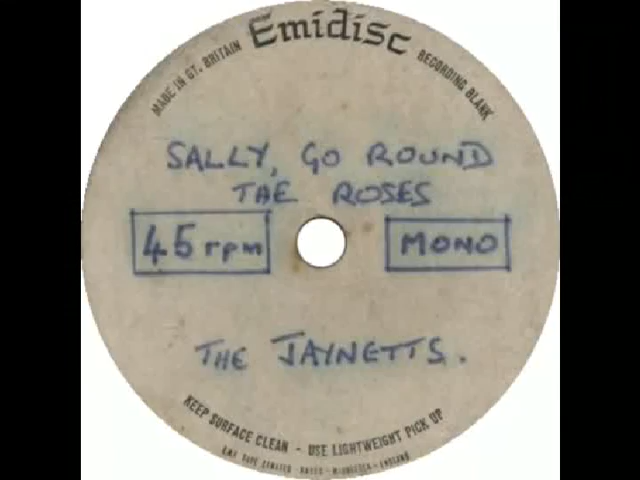 Emidisc
MADE IN GT. BRITAIN
RECORDING BLANK
SALLY, GO ROUND
THE ROSES
45 rpm
MONO
THE JAYNETTS.
KEEP SURFACE CLEAN - USE LIGHTWEIGHT PICK UP
ENGLAND